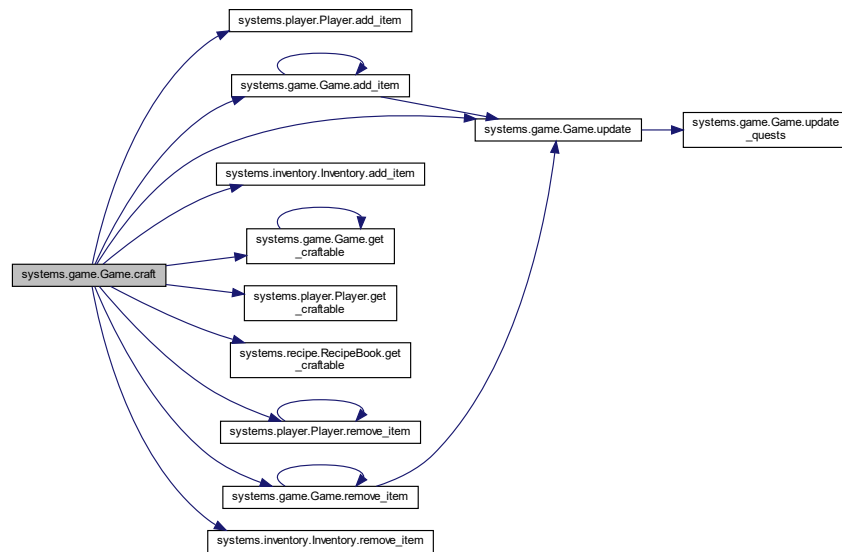 systems.player.Player.add_item
systems.game.Game.add_item
systems.game.Game.update
systems.game.Game.update
_quests
systems.inventory.Inventory.add_item
systems.game.Game.get
_craftable
systems.game.Game.craft
systems.player.Player.get
_craftable
systems.recipe.RecipeBook.get
_craftable
systems.player.Player.remove_item
systems.game.Game.remove_item
systems.inventory.Inventory.remove_item